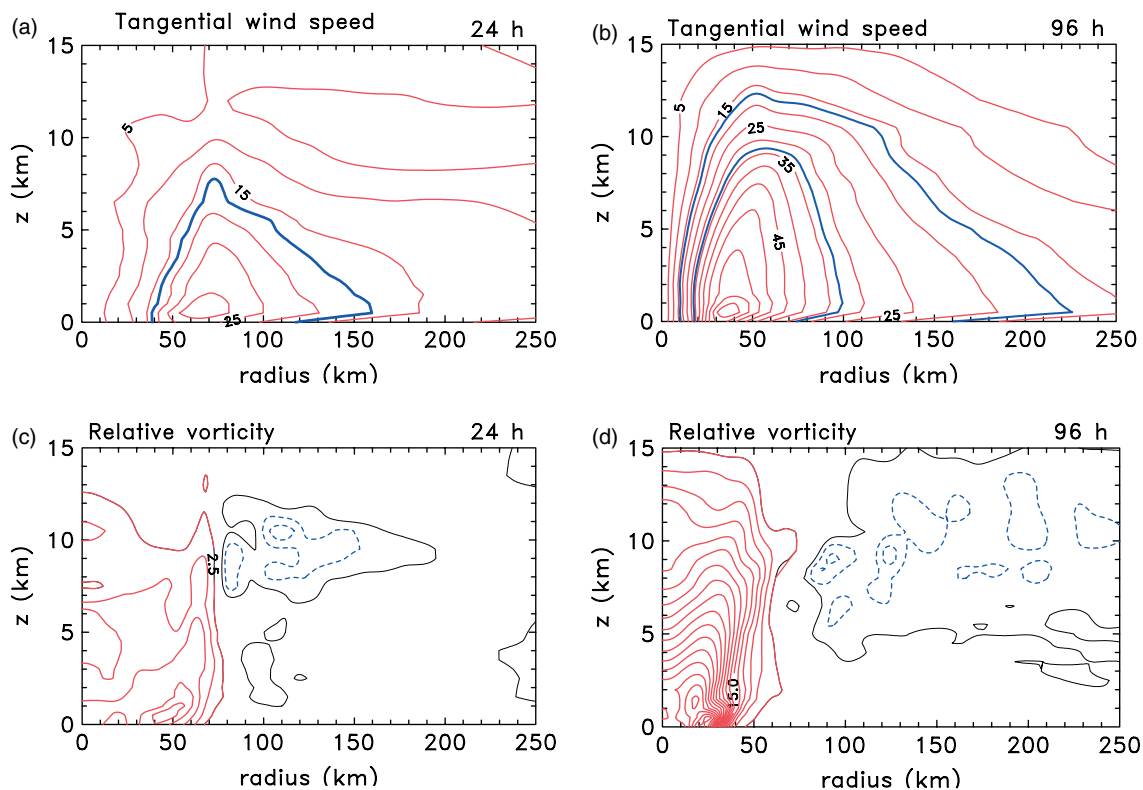 (a) Tangential wind speed 24 h
15
10
5
0
z (km)
5
15
25
0 50 100 150 200 250
radius (km)
(b) Tangential wind speed 96 h
15
10
5
0
z (km)
5
15
25
35
45
25
0 50 100 150 200 250
radius (km)
(c) Relative vorticity 24 h
15
10
5
0
z (km)
2.5
0 50 100 150 200 250
radius (km)
(d) Relative vorticity 96 h
15
10
5
0
z (km)
15.0
0 50 100 150 200 250
radius (km)